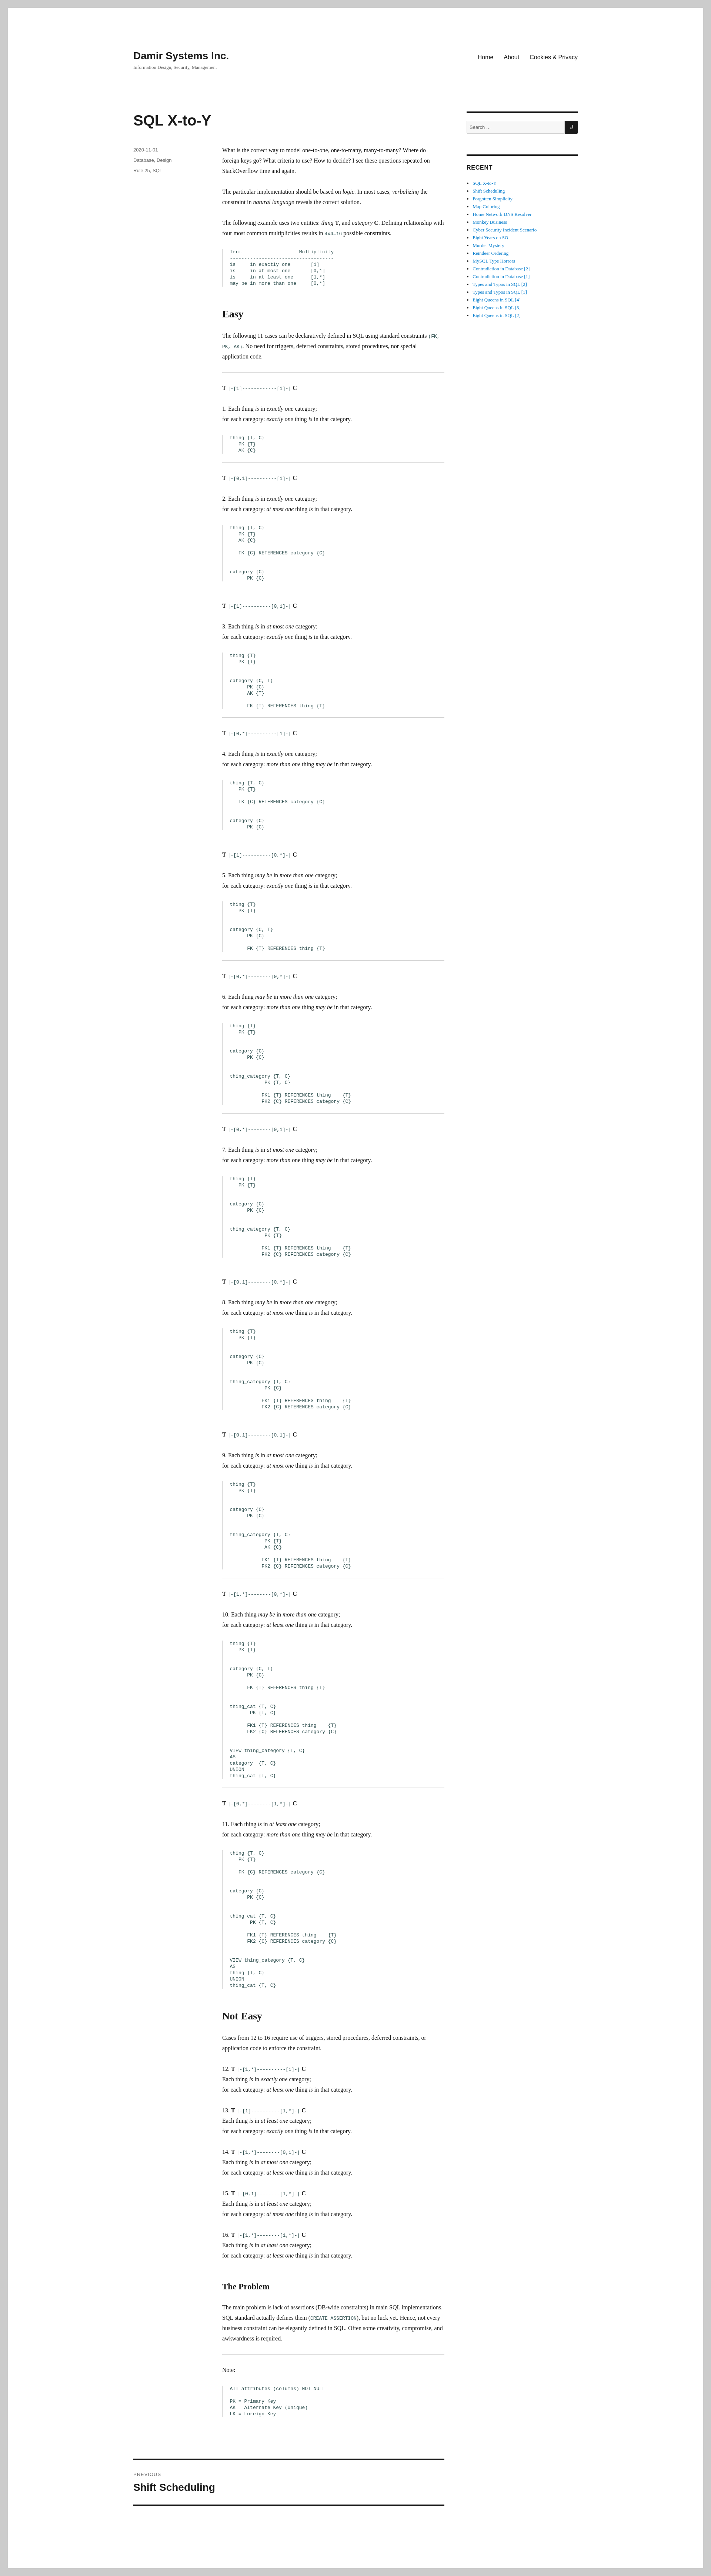 Damir Systems Inc.
Information Design, Security, Management
Home About Cookies & Privacy
SQL X-to-Y
2020-11-01
Database, Design
Rule 25, SQL
What is the correct way to model one-to-one, one-to-many, many-to-many? Where do
foreign keys go? What criteria to use? How to decide? I see these questions repeated on
StackOverflow time and again.
The particular implementation should be based on logic. In most cases, verbalizing the
constraint in natural language reveals the correct solution.
The following exercise uses two entities: thing T, and category C. Defining relationship with
four most common multiplicities results in 4x4=16 possible constraints.
Term Multiplicity
------------------------------------
is in exactly one [1]
is in at most one [0,1]
is in at least one [1,*]
may be in more than one [0,*]
Easy
The following 11 cases can be declaratively defined in SQL using standard constraints (FK,
PK, AK). No need for triggers, deferred constraints, stored procedures, nor special
application code.
T |-[1]------------[1]-| C
1. Each thing is in exactly one category;
for each category: exactly one thing is in that category.
thing {T, C}
PK {T}
AK {C}
T |-[0,1]----------[1]-| C
2. Each thing is in exactly one category;
for each category: at most one thing is in that category.
thing {T, C}
PK {T}
AK {C}
FK {C} REFERENCES category {C}
category {C}
PK {C}
T |-[1]----------[0,1]-| C
3. Each thing is in at most one category;
for each category: exactly one thing is in that category.
thing {T}
PK {T}
category {C, T}
PK {C}
AK {T}
FK {T} REFERENCES thing {T}
T |-[0,*]----------[1]-| C
4. Each thing is in exactly one category;
for each category: more than one thing may be in that category.
thing {T, C}
PK {T}
FK {C} REFERENCES category {C}
category {C}
PK {C}
T |-[1]----------[0,*]-| C
5. Each thing may be in more than one category;
for each category: exactly one thing is in that category.
thing {T}
PK {T}
category {C, T}
PK {C}
FK {T} REFERENCES thing {T}
T |-[0,*]--------[0,*]-| C
6. Each thing may be in more than one category;
for each category: more than one thing may be in that category.
thing {T}
PK {T}
category {C}
PK {C}
thing_category {T, C}
PK {T, C}
FK1 {T} REFERENCES thing {T}
FK2 {C} REFERENCES category {C}
T |-[0,*]--------[0,1]-| C
7. Each thing is in at most one category;
for each category: more than one thing may be in that category.
thing {T}
PK {T}
category {C}
PK {C}
thing_category {T, C}
PK {T}
FK1 {T} REFERENCES thing {T}
FK2 {C} REFERENCES category {C}
T |-[0,1]--------[0,*]-| C
8. Each thing may be in more than one category;
for each category: at most one thing is in that category.
thing {T}
PK {T}
category {C}
PK {C}
thing_category {T, C}
PK {C}
FK1 {T} REFERENCES thing {T}
FK2 {C} REFERENCES category {C}
T |-[0,1]--------[0,1]-| C
9. Each thing is in at most one category;
for each category: at most one thing is in that category.
thing {T}
PK {T}
category {C}
PK {C}
thing_category {T, C}
PK {T}
AK {C}
FK1 {T} REFERENCES thing {T}
FK2 {C} REFERENCES category {C}
T |-[1,*]--------[0,*]-| C
10. Each thing may be in more than one category;
for each category: at least one thing is in that category.
thing {T}
PK {T}
category {C, T}
PK {C}
FK {T} REFERENCES thing {T}
thing_cat {T, C}
PK {T, C}
FK1 {T} REFERENCES thing {T}
FK2 {C} REFERENCES category {C}
VIEW thing_category {T, C}
AS
category {T, C}
UNION
thing_cat {T, C}
T |-[0,*]--------[1,*]-| C
11. Each thing is in at least one category;
for each category: more than one thing may be in that category.
thing {T, C}
PK {T}
FK {C} REFERENCES category {C}
category {C}
PK {C}
thing_cat {T, C}
PK {T, C}
FK1 {T} REFERENCES thing {T}
FK2 {C} REFERENCES category {C}
VIEW thing_category {T, C}
AS
thing {T, C}
UNION
thing_cat {T, C}
Not Easy
Cases from 12 to 16 require use of triggers, stored procedures, deferred constraints, or
application code to enforce the constraint.
12. T |-[1,*]----------[1]-| C
Each thing is in exactly one category;
for each category: at least one thing is in that category.
13. T |-[1]----------[1,*]-| C
Each thing is in at least one category;
for each category: exactly one thing is in that category.
14. T |-[1,*]--------[0,1]-| C
Each thing is in at most one category;
for each category: at least one thing is in that category.
15. T |-[0,1]--------[1,*]-| C
Each thing is in at least one category;
for each category: at most one thing is in that category.
16. T |-[1,*]--------[1,*]-| C
Each thing is in at least one category;
for each category: at least one thing is in that category.
The Problem
The main problem is lack of assertions (DB-wide constraints) in main SQL implementations.
SQL standard actually defines them (CREATE ASSERTION), but no luck yet. Hence, not every
business constraint can be elegantly defined in SQL. Often some creativity, compromise, and
awkwardness is required.
Note:
All attributes (columns) NOT NULL
PK = Primary Key
AK = Alternate Key (Unique)
FK = Foreign Key
PREVIOUS
Shift Scheduling
Search …
RECENT
SQL X-to-Y
Shift Scheduling
Forgotten Simplicity
Map Coloring
Home Network DNS Resolver
Monkey Business
Cyber Security Incident Scenario
Eight Years on SO
Murder Mystery
Reindeer Ordering
MySQL Type Horrors
Contradiction in Database [2]
Contradiction in Database [1]
Types and Typos in SQL [2]
Types and Typos in SQL [1]
Eight Queens in SQL [4]
Eight Queens in SQL [3]
Eight Queens in SQL [2]